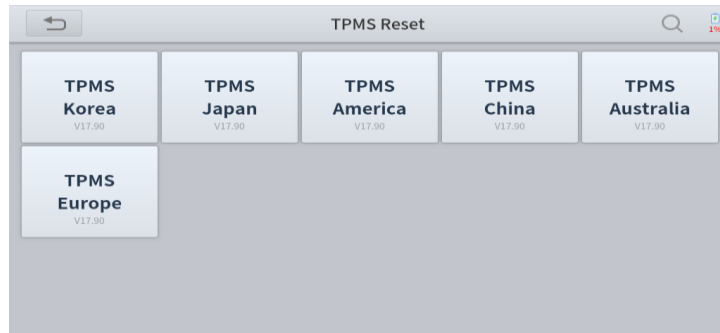 TPMS Reset
1%
TPMS
Korea
V17.90
TPMS
Japan
V17.90
TPMS
America
V17.90
TPMS
China
V17.90
TPMS
Australia
V17.90
TPMS
Europe
V17.90